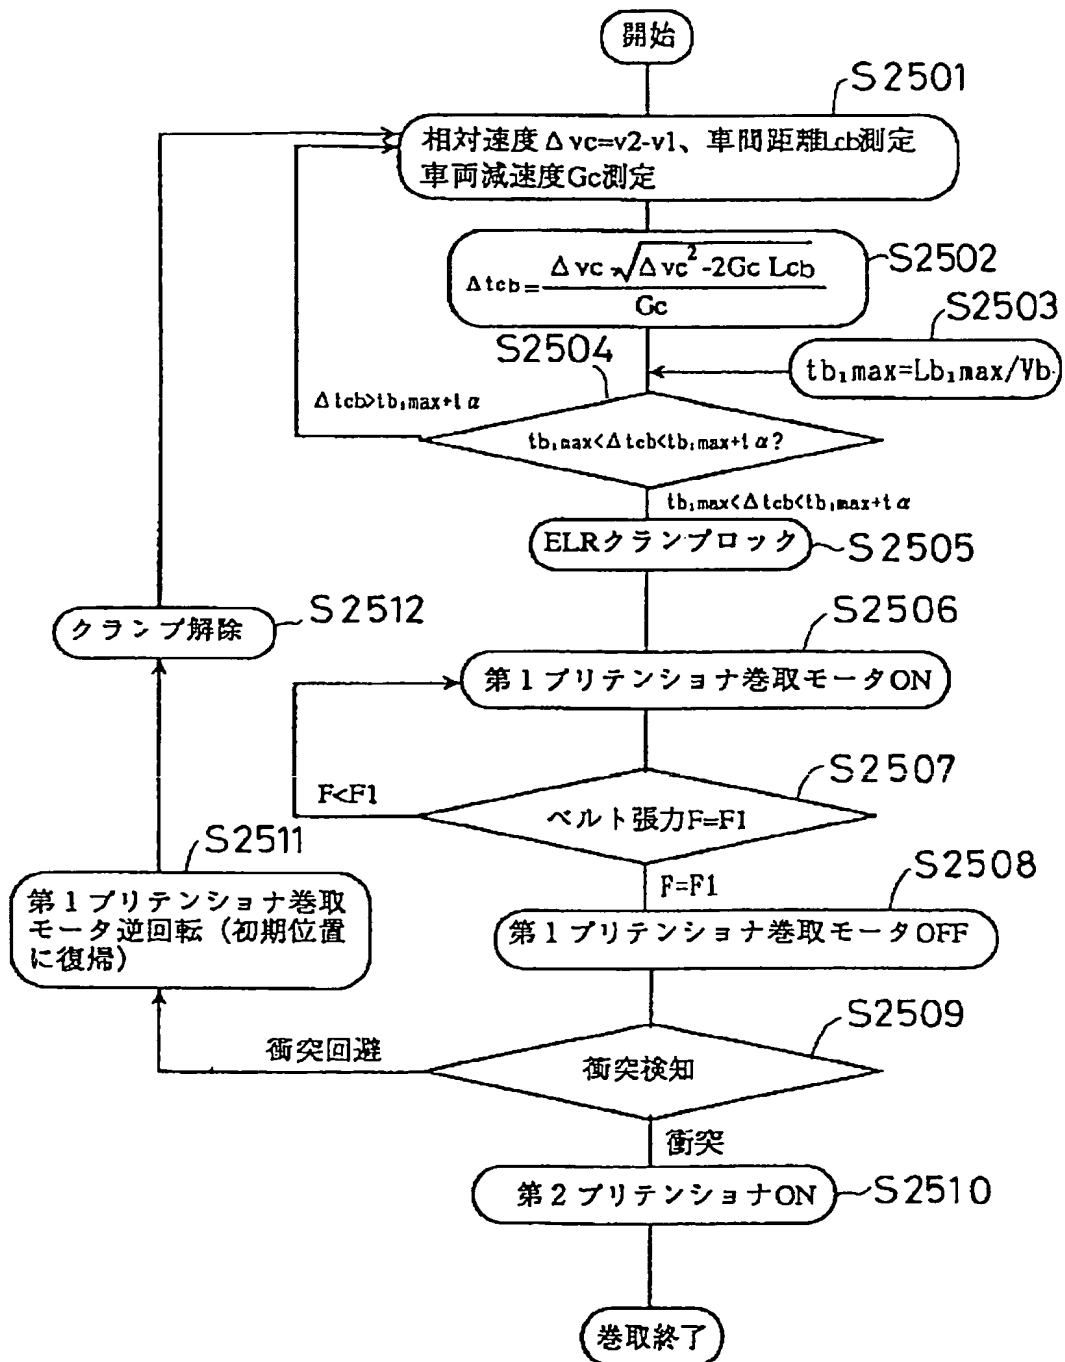 開始
S2501
相対速度Δvc=v2-v1、車間距離Lcb測定
車両減速度Gc測定
S2502
Δtcb=(Δvc-√(Δvc²-2Gc Lcb))/Gc
S2503
tb₁max=Lb₁max/Vb
S2504
Δtcb>tb₁max+tα
tb₁max<Δtcb<tb₁max+tα?
tb₁max<Δtcb<tb₁max+tα
ELRクランプロック
S2505
S2512
クランプ解除
S2506
第1プリテンショナ巻取モータON
S2507
F<F1
ベルト張力F=F1
S2511
S2508
F=F1
第1プリテンショナ巻取
モータ逆回転（初期位置
に復帰）
第1プリテンショナ巻取モータOFF
S2509
衝突回避
衝突検知
衝突
第2プリテンショナON
S2510
巻取終了